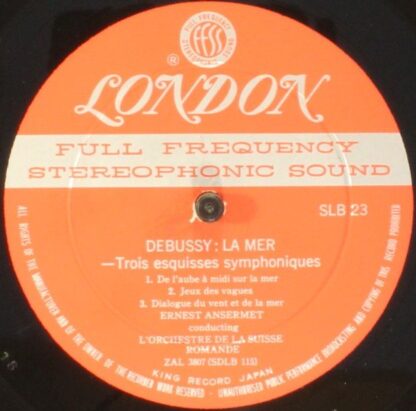 FULL FREQUENCY
STEREOPHONIC SOUND
FFSS
®
LONDON
FULL FREQUENCY
STEREOPHONIC SOUND
SLB 23
DEBUSSY: LA MER
—Trois esquisses symphoniques
1. De l'aube à midi sur la mer
2. Jeux des vagues
3. Dialogue du vent et de la mer
ERNEST ANSERMET
conducting
L'ORCHESTRE DE LA SUISSE
ROMANDE
ZAL 3807 (SDLB 115)
KING RECORD JAPAN
ALL RIGHTS OF THE MANUFACTURER AND OF THE OWNER OF THE RECORDED WORK RESERVED - UNAUTHORISED PUBLIC PERFORMANCE BROADCASTING AND COPYING OF THIS RECORD PROHIBITED